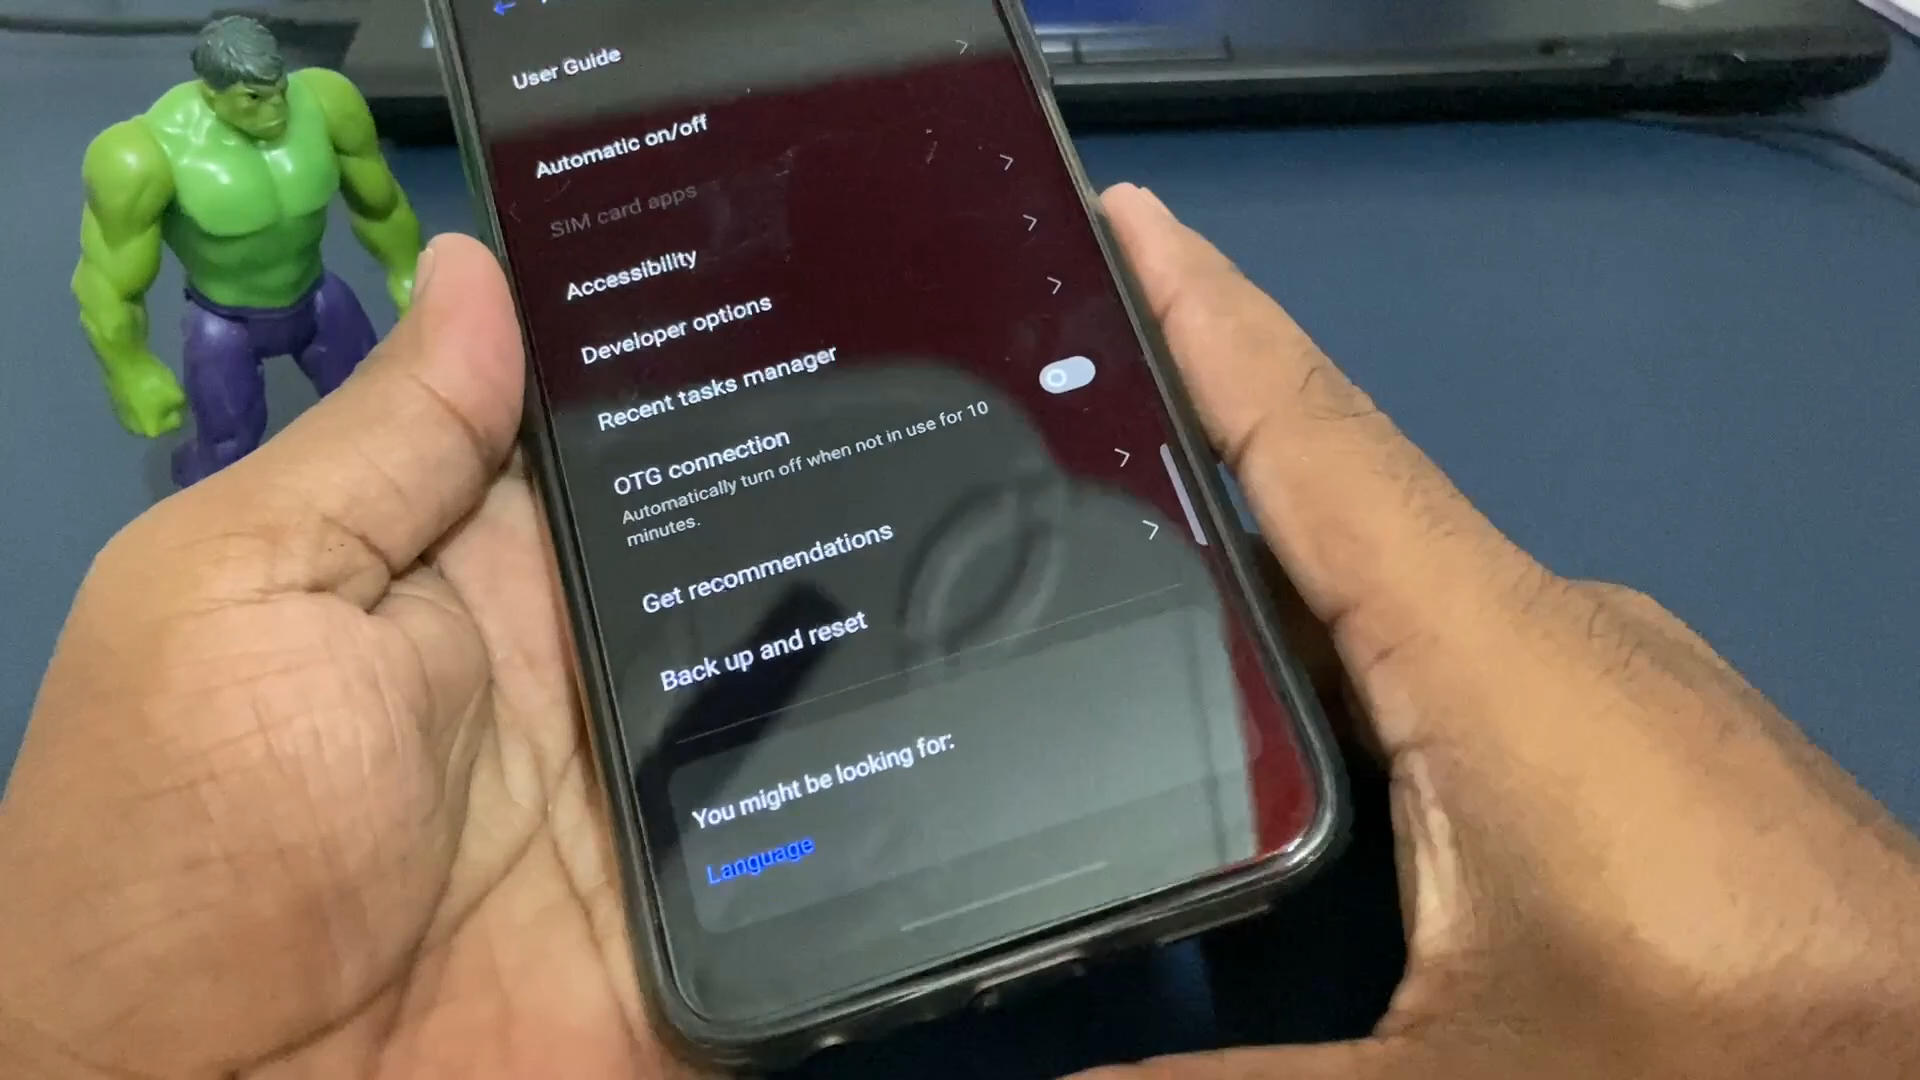 User Guide
Automatic on/off
SIM card apps
Accessibility
Developer options
Recent tasks manager
OTG connection
Automatically turn off when not in use for 10
minutes.
Get recommendations
Back up and reset
You might be looking for:
Language